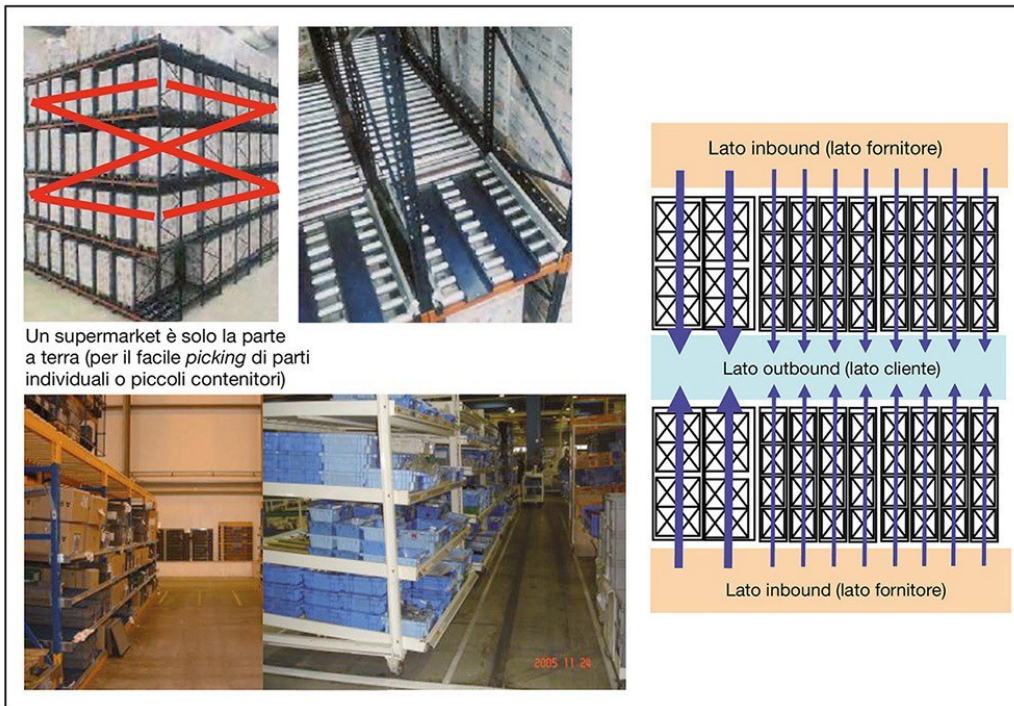 Un supermarket è solo la parte
a terra (per il facile picking di parti
individuali o piccoli contenitori)
2005 11 24
Lato inbound (lato fornitore)
Lato outbound (lato cliente)
Lato inbound (lato fornitore)